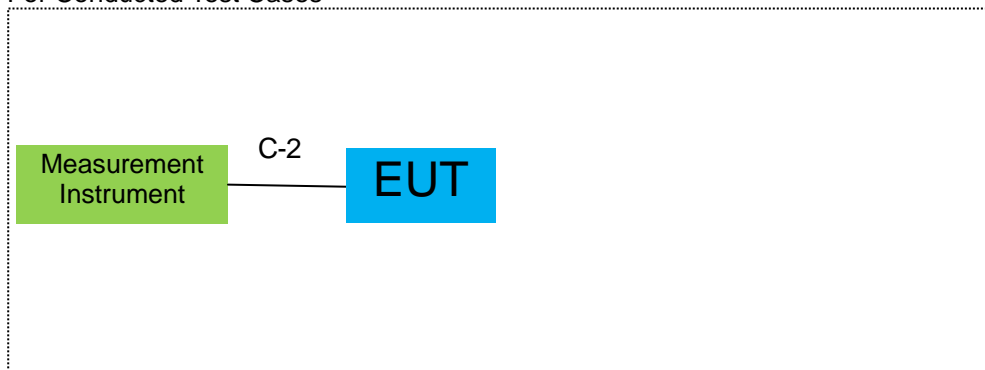 For Conducted Test Cases
C-2
Measurement
Instrument
EUT